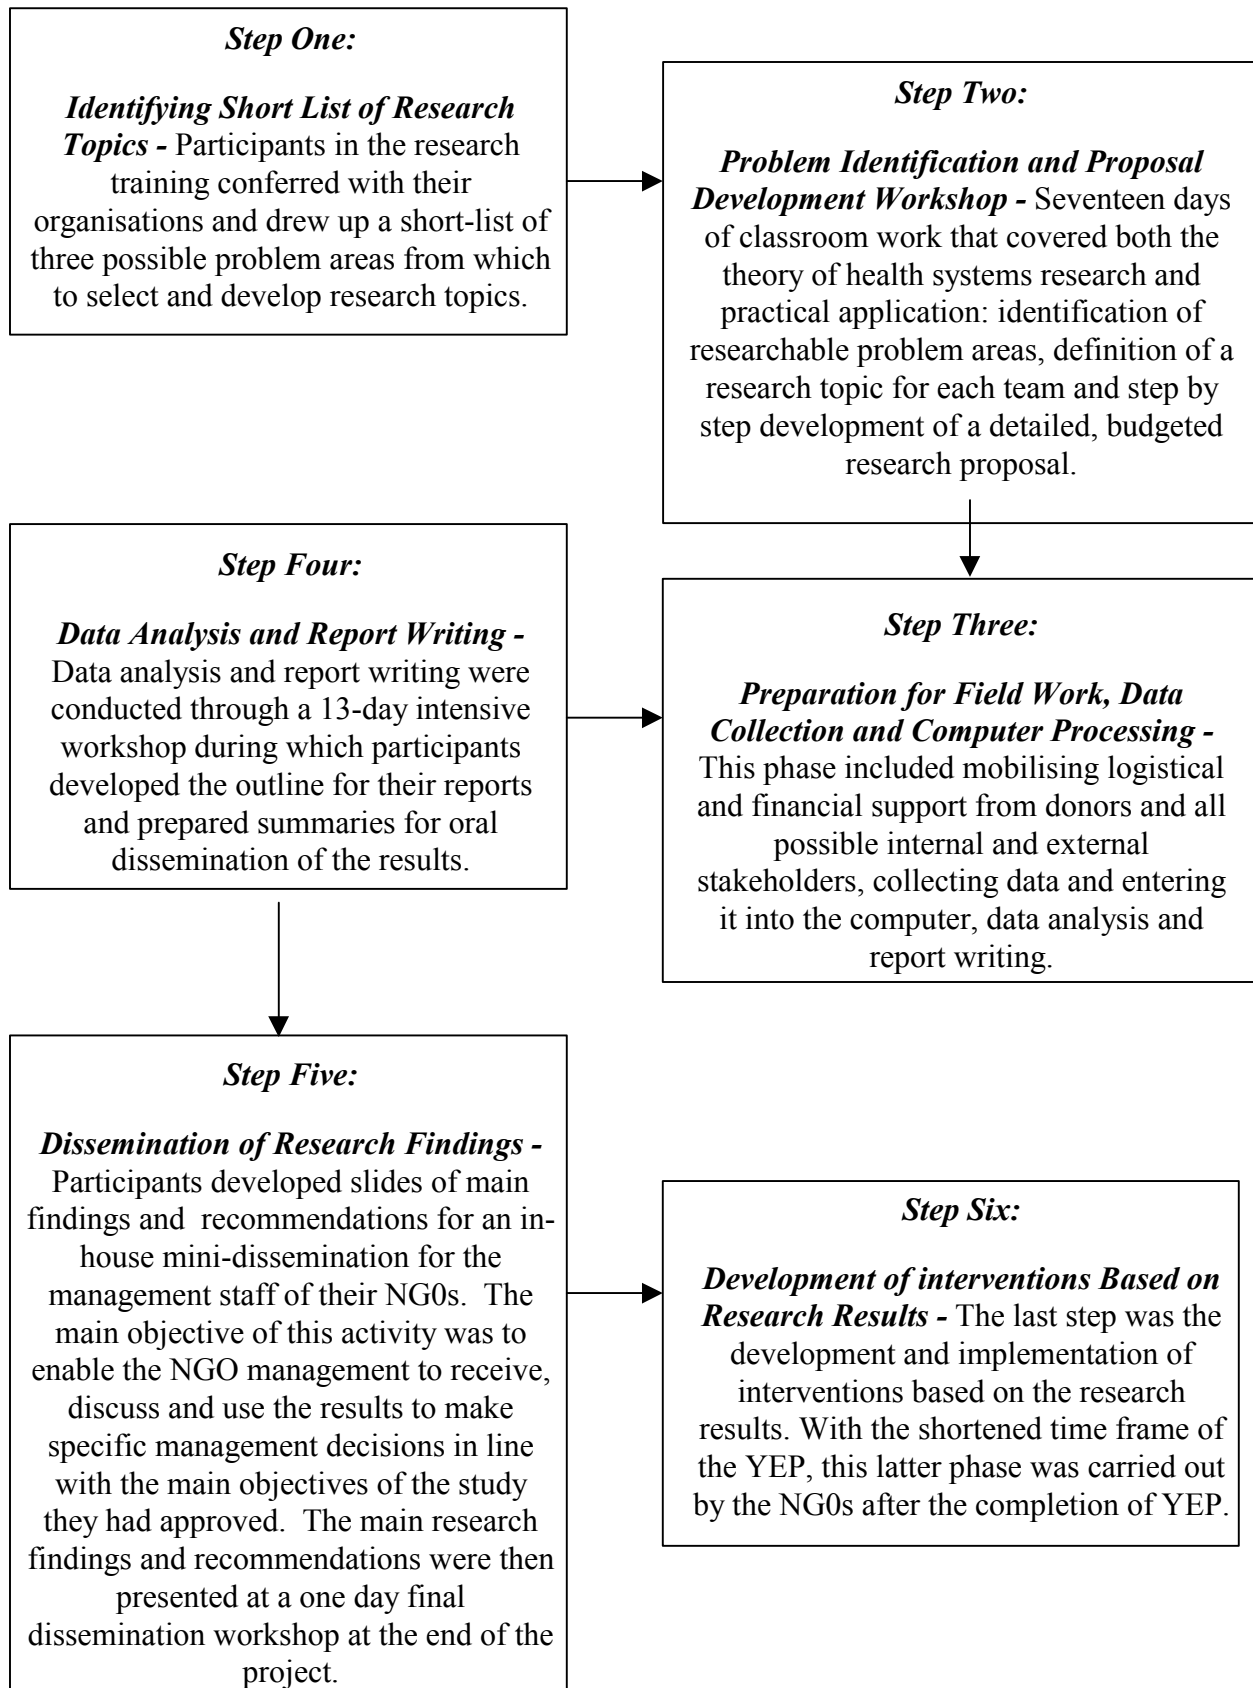 Step One:
Identifying Short List of Research
Topics - Participants in the research
training conferred with their
organisations and drew up a short-list of
three possible problem areas from which
to select and develop research topics.
Step Two:
Problem Identification and Proposal
Development Workshop - Seventeen days
of classroom work that covered both the
theory of health systems research and
practical application: identification of
researchable problem areas, definition of a
research topic for each team and step by
step development of a detailed, budgeted
research proposal.
Step Three:
Preparation for Field Work, Data
Collection and Computer Processing -
This phase included mobilising logistical
and financial support from donors and all
possible internal and external
stakeholders, collecting data and entering
it into the computer, data analysis and
report writing.
Step Four:
Data Analysis and Report Writing -
Data analysis and report writing were
conducted through a 13-day intensive
workshop during which participants
developed the outline for their reports
and prepared summaries for oral
dissemination of the results.
Step Five:
Dissemination of Research Findings -
Participants developed slides of main
findings and  recommendations for an in-
house mini-dissemination for the
management staff of their NG0s.  The
main objective of this activity was to
enable the NGO management to receive,
discuss and use the results to make
specific management decisions in line
with the main objectives of the study
they had approved.  The main research
findings and recommendations were then
presented at a one day final
dissemination workshop at the end of the
project.
Step Six:
Development of interventions Based on
Research Results - The last step was the
development and implementation of
interventions based on the research
results. With the shortened time frame of
the YEP, this latter phase was carried out
by the NG0s after the completion of YEP.